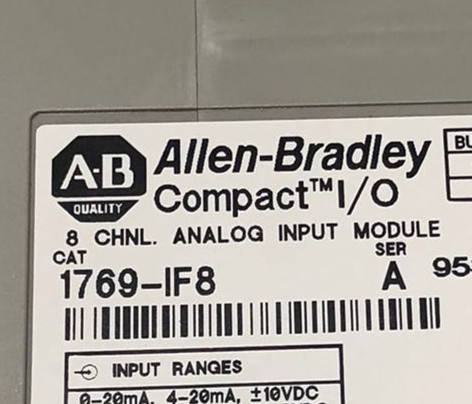 A·B
QUALITY
Allen-Bradley
Compact™ I/O
8 CHNL. ANALOG INPUT MODULE
CAT
1769-IF8
SER
A
INPUT RANGES
0-20mA, 4-20mA, ±10VDC